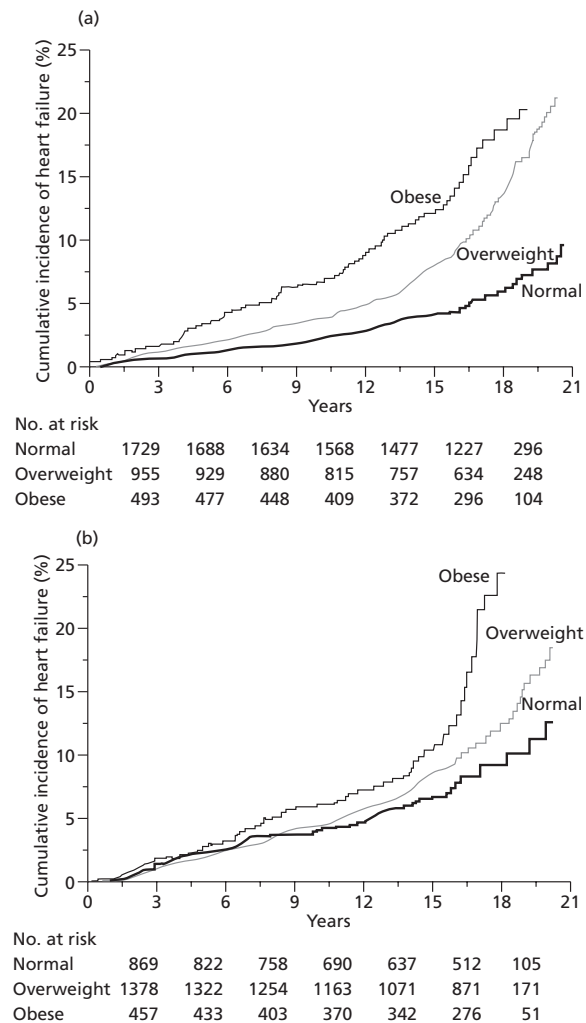 (a)
Cumulative incidence of heart failure (%)
25
20
15
10
5
0
Obese
Overweight
Normal
0 3 6 9 12 15 18 21
Years
No. at risk
Normal 1729 1688 1634 1568 1477 1227 296
Overweight 955 929 880 815 757 634 248
Obese 493 477 448 409 372 296 104
(b)
Cumulative incidence of heart failure (%)
25
20
15
10
5
0
Obese
Overweight
Normal
0 3 6 9 12 15 18 21
Years
No. at risk
Normal 869 822 758 690 637 512 105
Overweight 1378 1322 1254 1163 1071 871 171
Obese 457 433 403 370 342 276 51